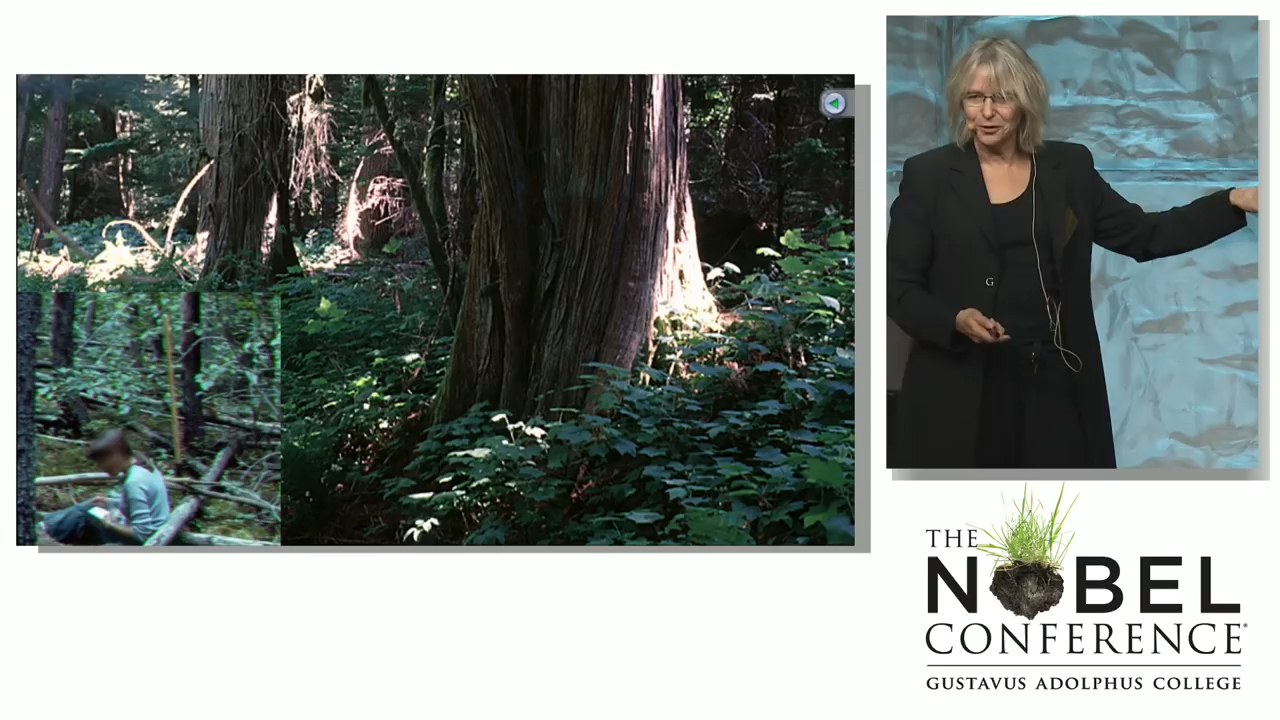 G
THE
NOBEL
CONFERENCE®
GUSTAVUS ADOLPHUS COLLEGE